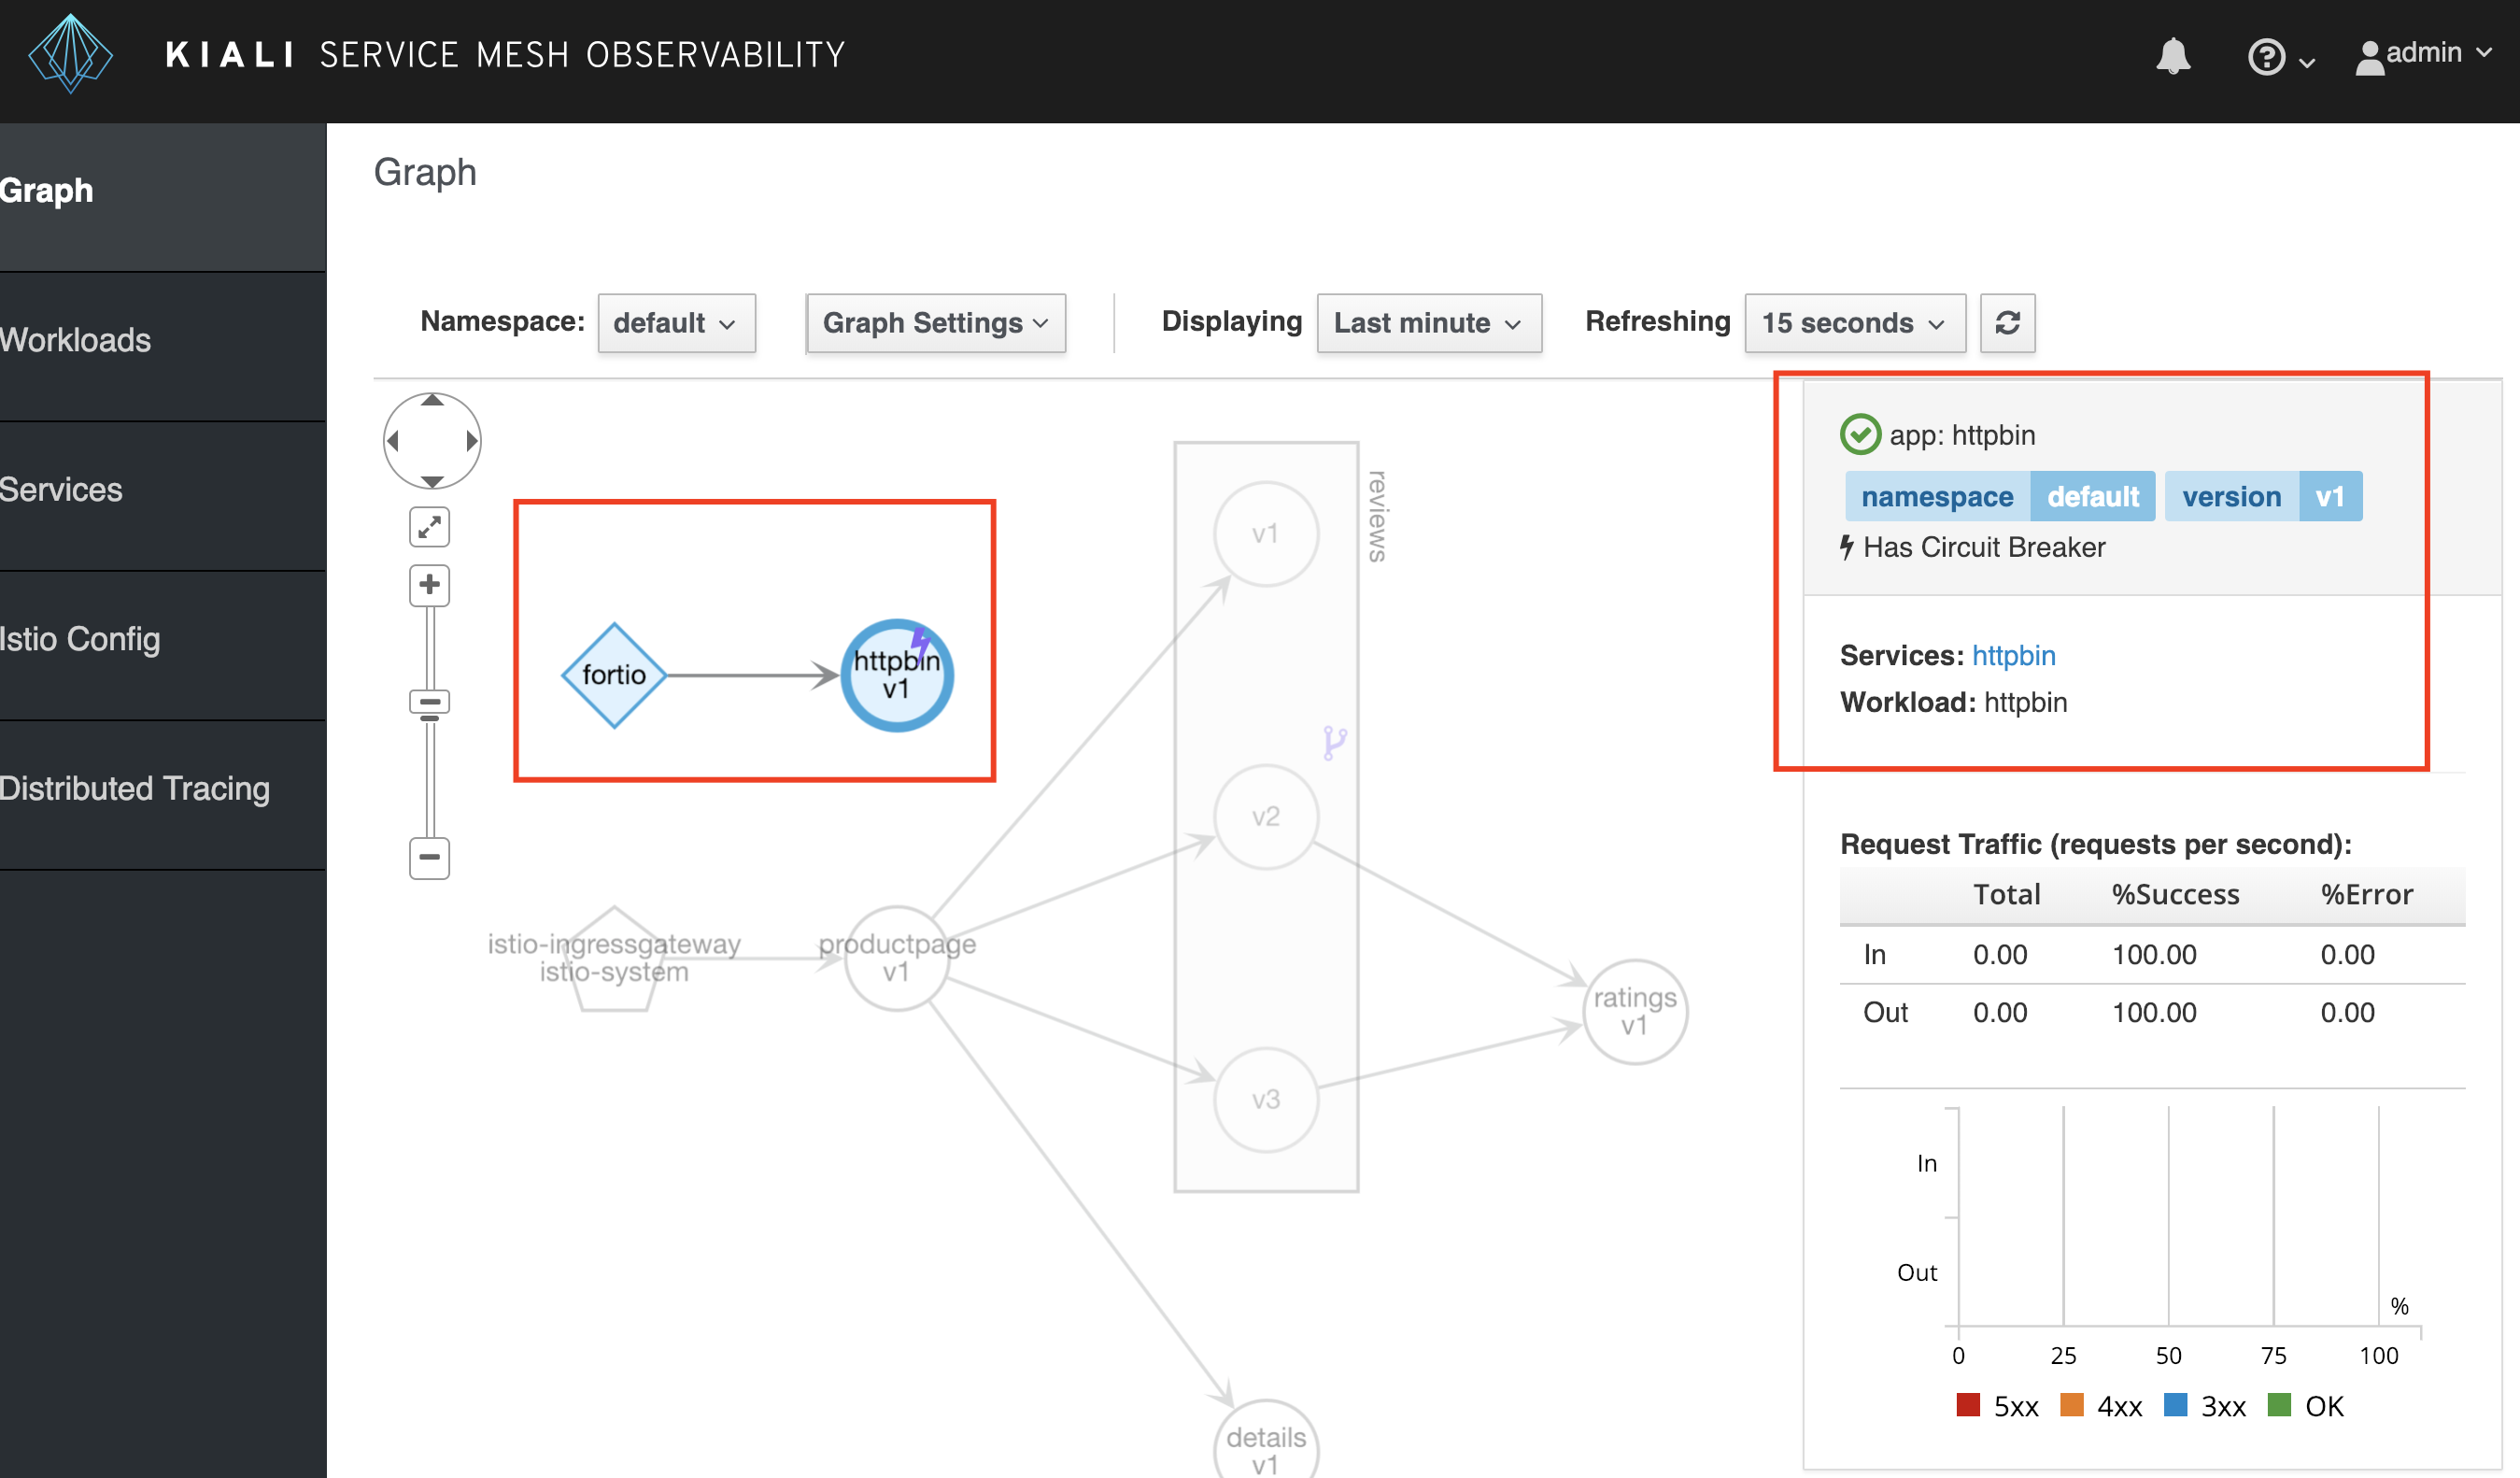 KIALI SERVICE MESH OBSERVABILITY
admin
Graph
Workloads
Services
Istio Config
Distributed Tracing
Graph
Namespace: default Graph Settings Displaying Last minute Refreshing 15 seconds
fortio
httpbin
v1
reviews
v1
v2
v3
istio-ingressgateway
istio-system
productpage
v1
ratings
v1
details
v1
app: httpbin
namespace default version v1
Has Circuit Breaker
Services: httpbin
Workload: httpbin
Request Traffic (requests per second):
Total %Success %Error
In 0.00 100.00 0.00
Out 0.00 100.00 0.00
In
Out
%
0 25 50 75 100
5xx 4xx 3xx OK